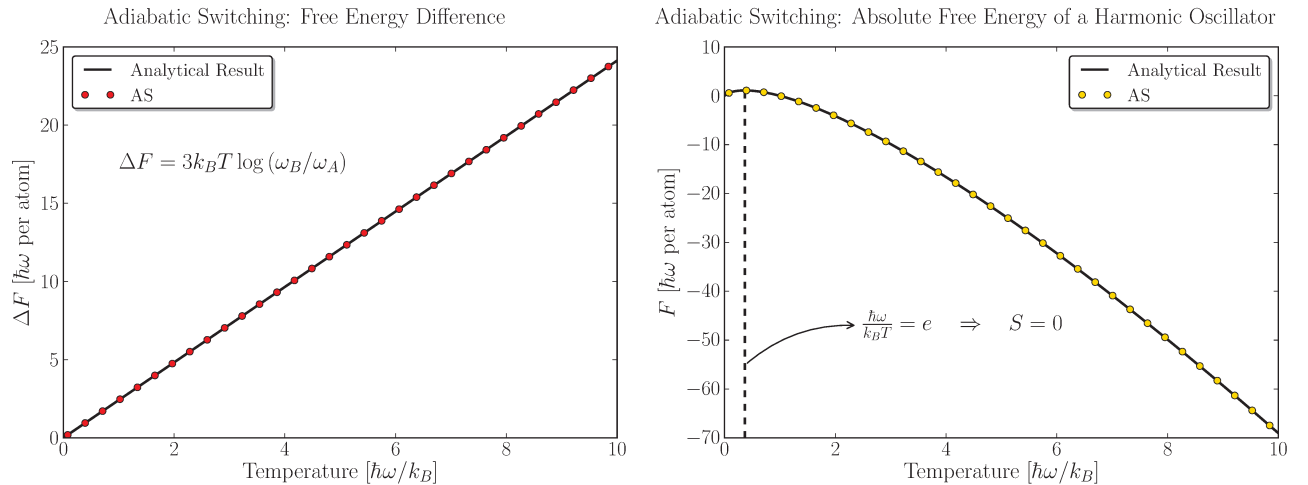 Adiabatic Switching: Free Energy Difference
25
20
15
10
5
0
0 2 4 6 8 10
ΔF [ħω per atom]
Temperature [ħω/k_B]
Analytical Result
AS
ΔF = 3k_BT log (ω_B/ω_A)
Adiabatic Switching: Absolute Free Energy of a Harmonic Oscillator
10
0
−10
−20
−30
−40
−50
−60
−70
0 2 4 6 8 10
F [ħω per atom]
Temperature [ħω/k_B]
Analytical Result
AS
ħω/k_BT = e ⇒ S = 0